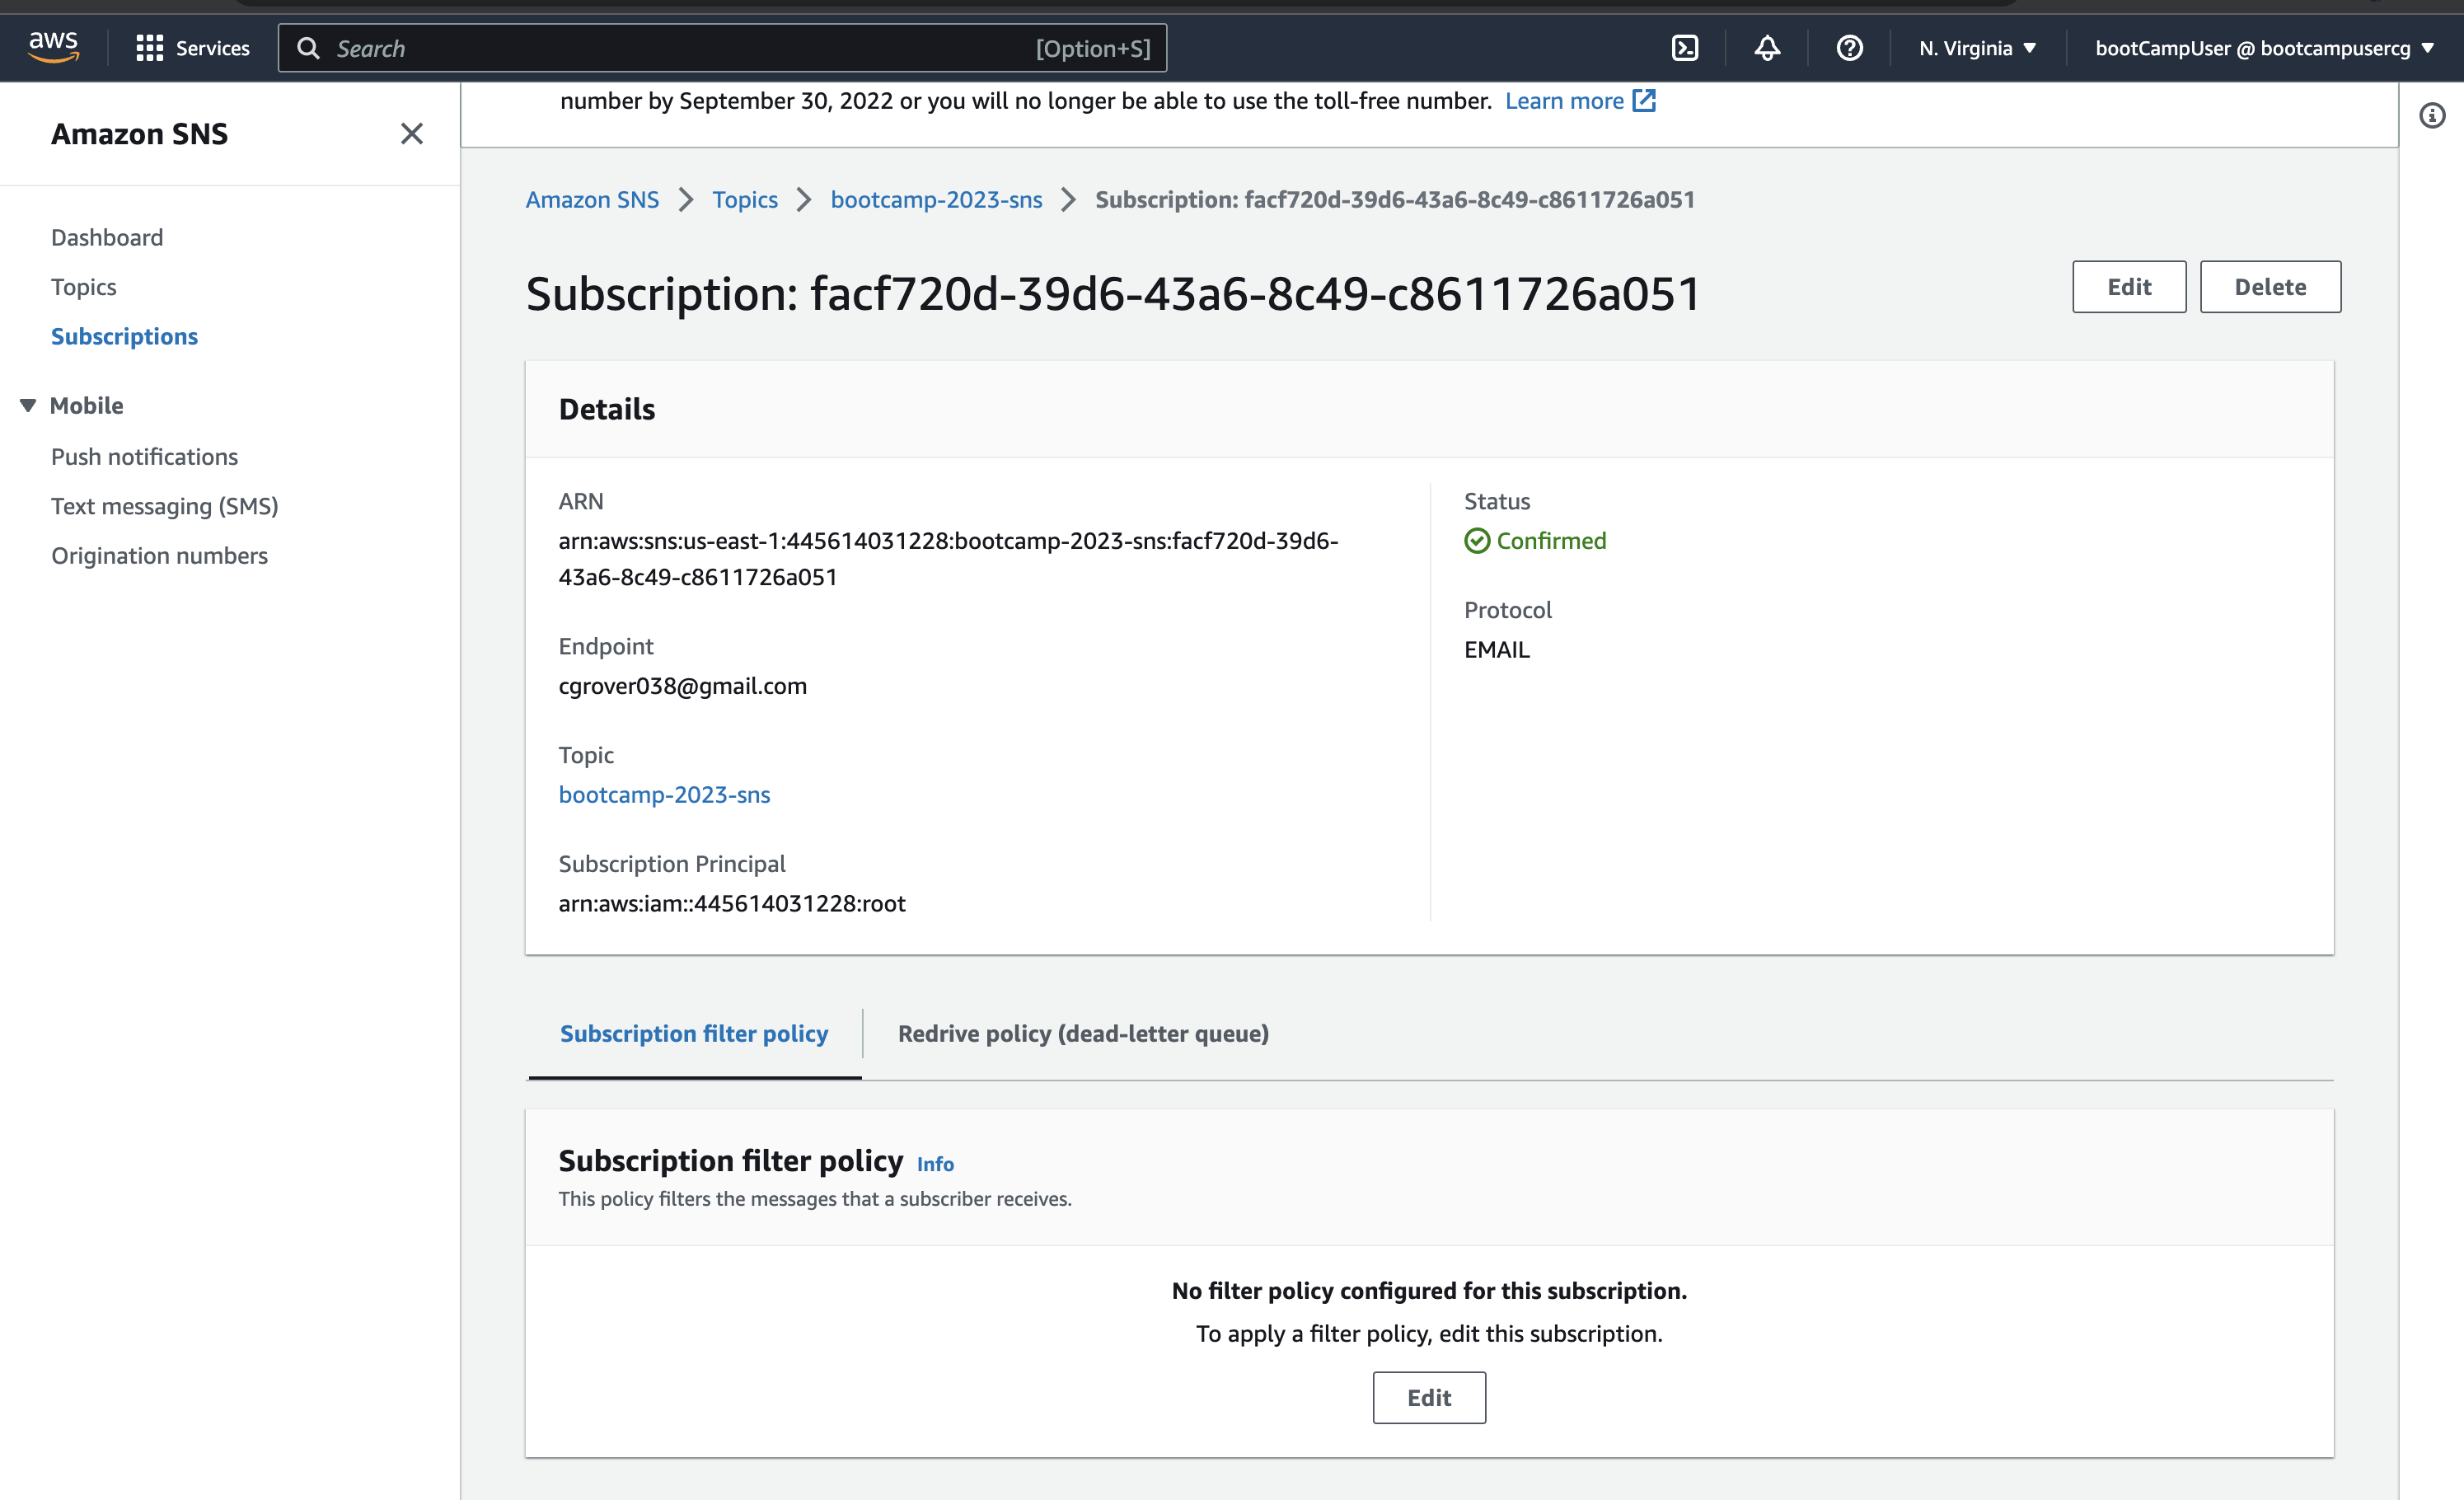 aws
Services
Search
[Option+S]
N. Virginia
bootCampUser @ bootcampusercg
Amazon SNS
Dashboard
Topics
Subscriptions
Mobile
Push notifications
Text messaging (SMS)
Origination numbers
number by September 30, 2022 or you will no longer be able to use the toll-free number. Learn more
Amazon SNS
Topics
bootcamp-2023-sns
Subscription: facf720d-39d6-43a6-8c49-c8611726a051
Subscription: facf720d-39d6-43a6-8c49-c8611726a051
Edit
Delete
Details
ARN
arn:aws:sns:us-east-1:445614031228:bootcamp-2023-sns:facf720d-39d6-
43a6-8c49-c8611726a051
Endpoint
cgrover038@gmail.com
Topic
bootcamp-2023-sns
Subscription Principal
arn:aws:iam::445614031228:root
Status
Confirmed
Protocol
EMAIL
Subscription filter policy
Redrive policy (dead-letter queue)
Subscription filter policy Info
This policy filters the messages that a subscriber receives.
No filter policy configured for this subscription.
To apply a filter policy, edit this subscription.
Edit